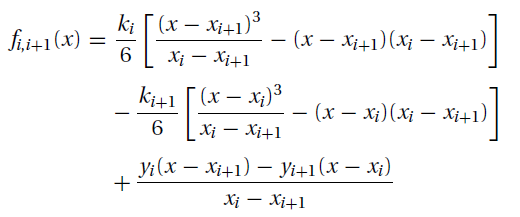 f_{i,i+1}(x) = \frac{k_i}{6} \left[ \frac{(x - x_{i+1})^3}{x_i - x_{i+1}} - (x - x_{i+1})(x_i - x_{i+1}) \right]
- \frac{k_{i+1}}{6} \left[ \frac{(x - x_i)^3}{x_i - x_{i+1}} - (x - x_i)(x_i - x_{i+1}) \right]
+ \frac{y_i(x - x_{i+1}) - y_{i+1}(x - x_i)}{x_i - x_{i+1}}